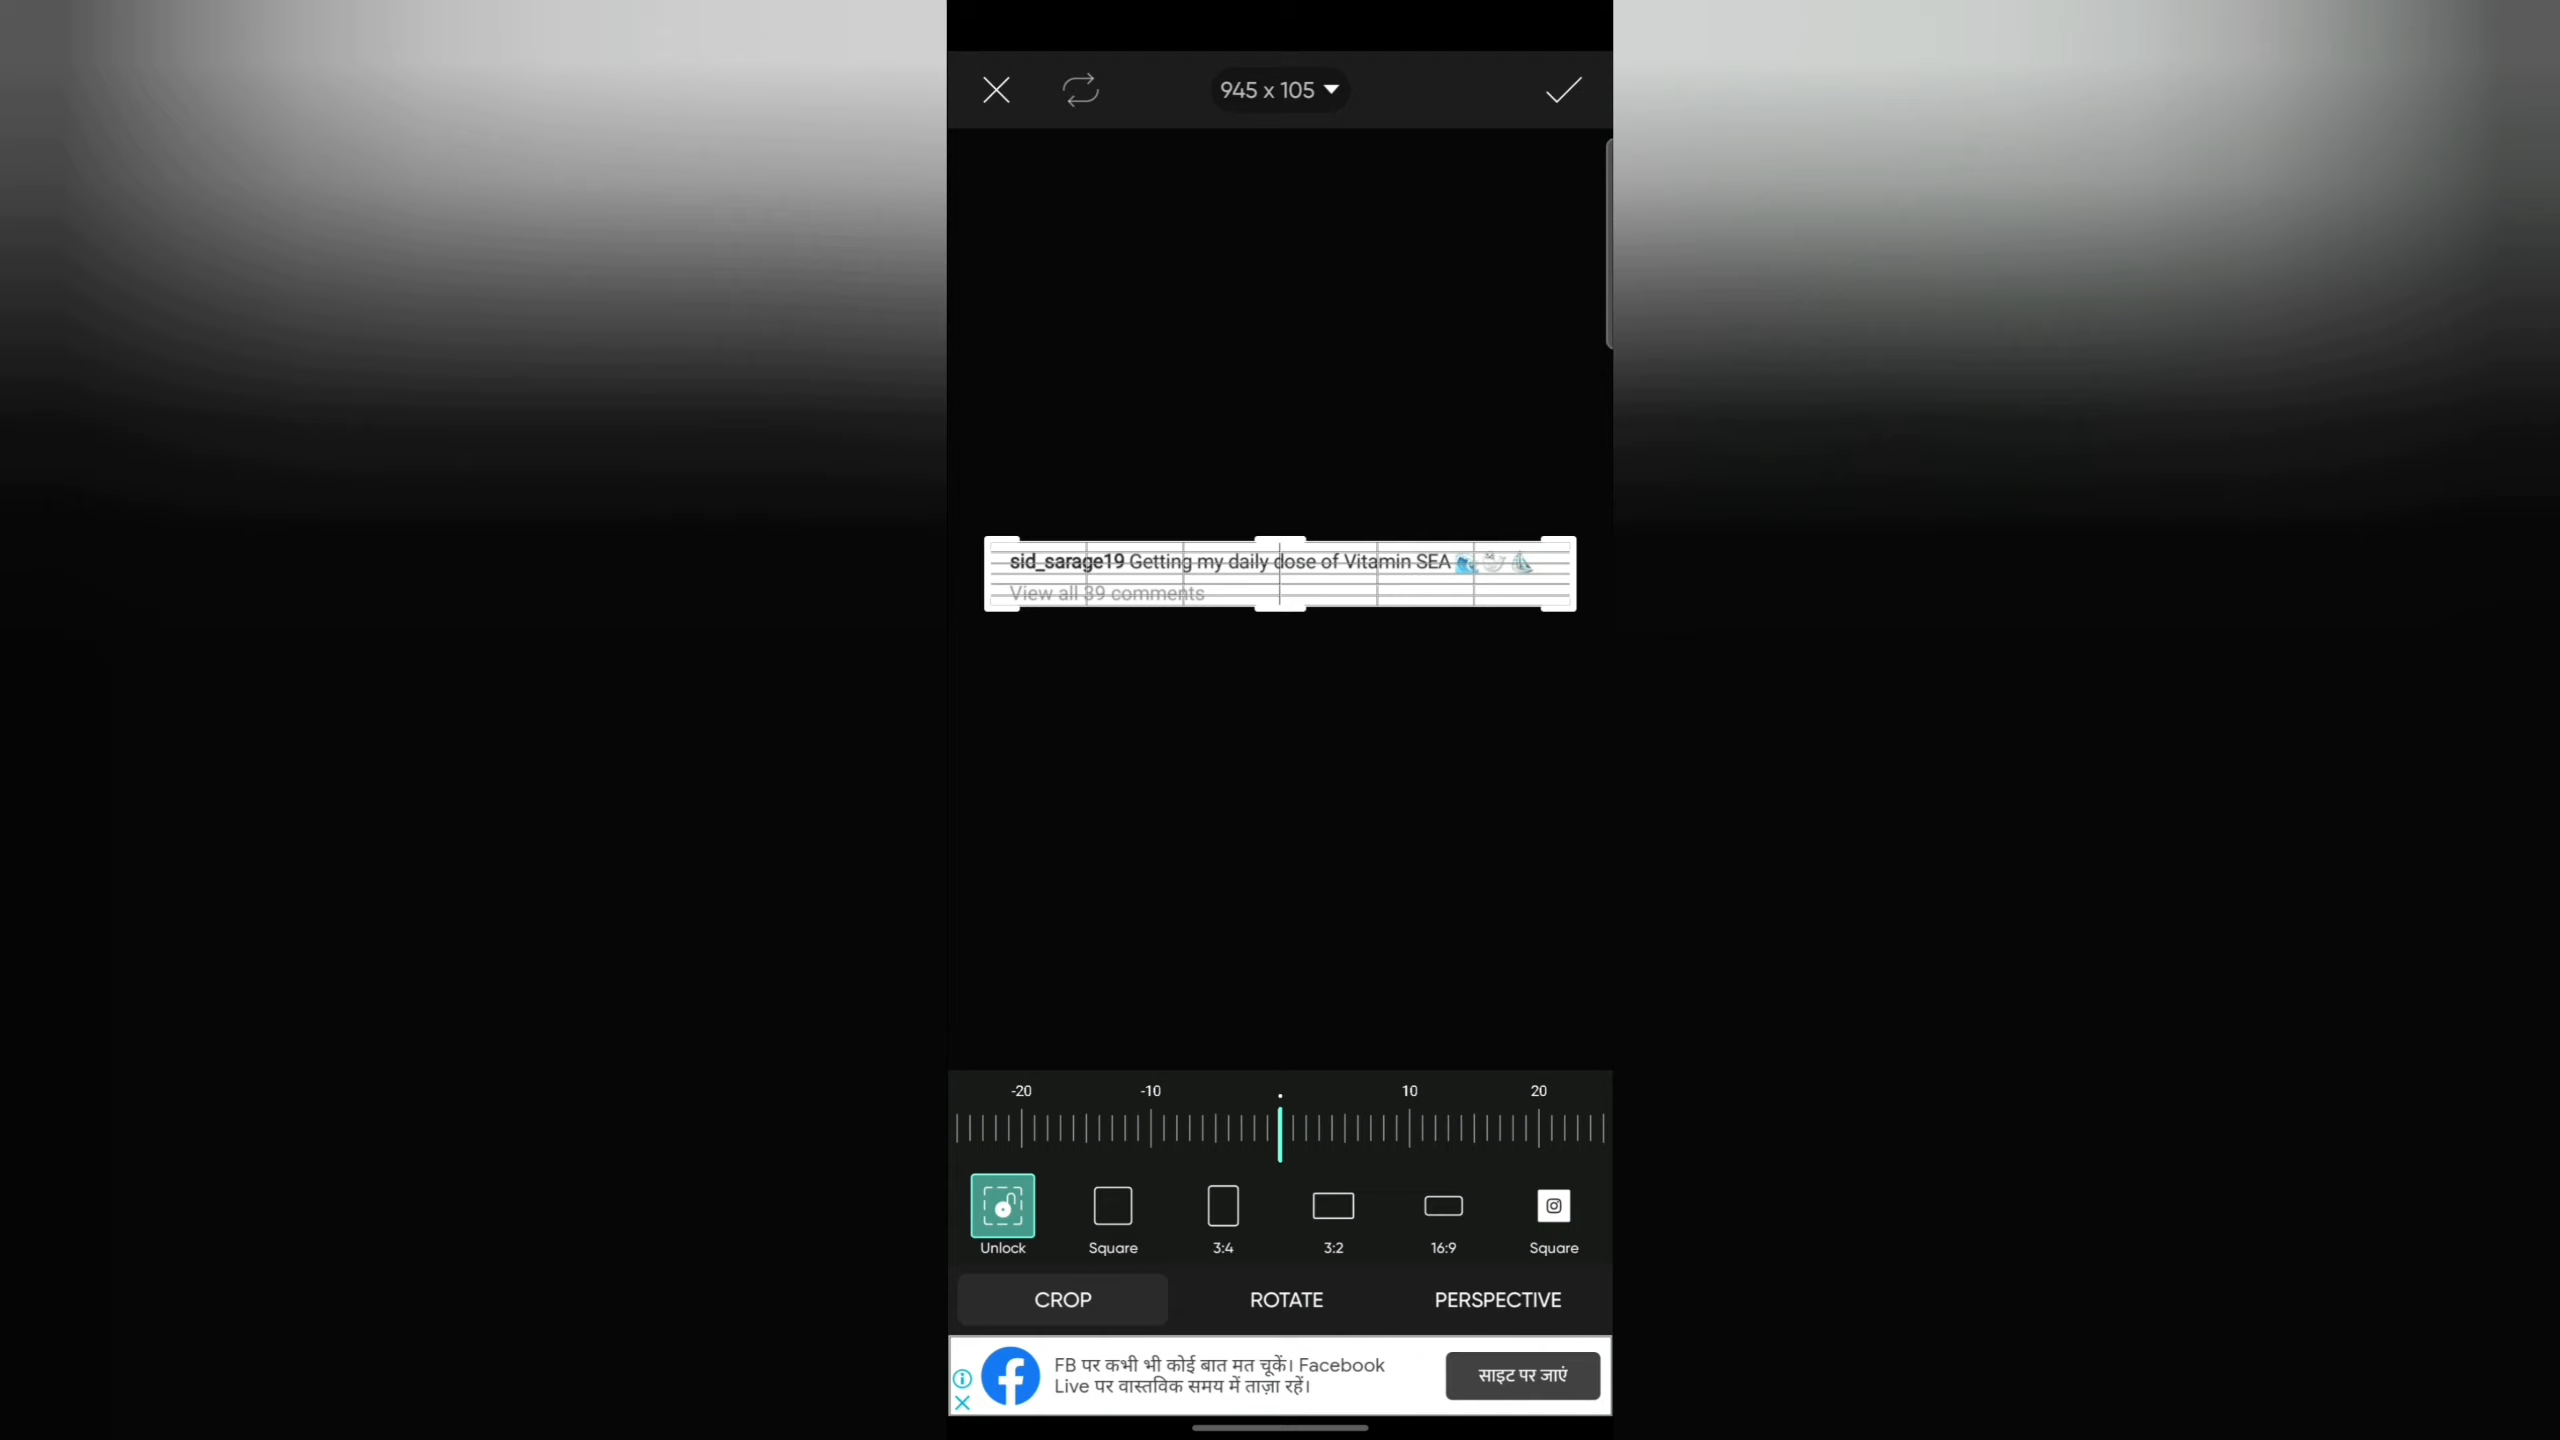 945 x 105
sid_sarage19 Getting my daily dose of Vitamin SEA
View all 39 comments
-20 -10 10 20
Unlock Square 3:4 3:2 16:9 Square
CROP ROTATE PERSPECTIVE
FB पर कभी भी कोई बात मत चूकें। Facebook
Live पर वास्तविक समय में ताज़ा रहें।
साइट पर जाएं